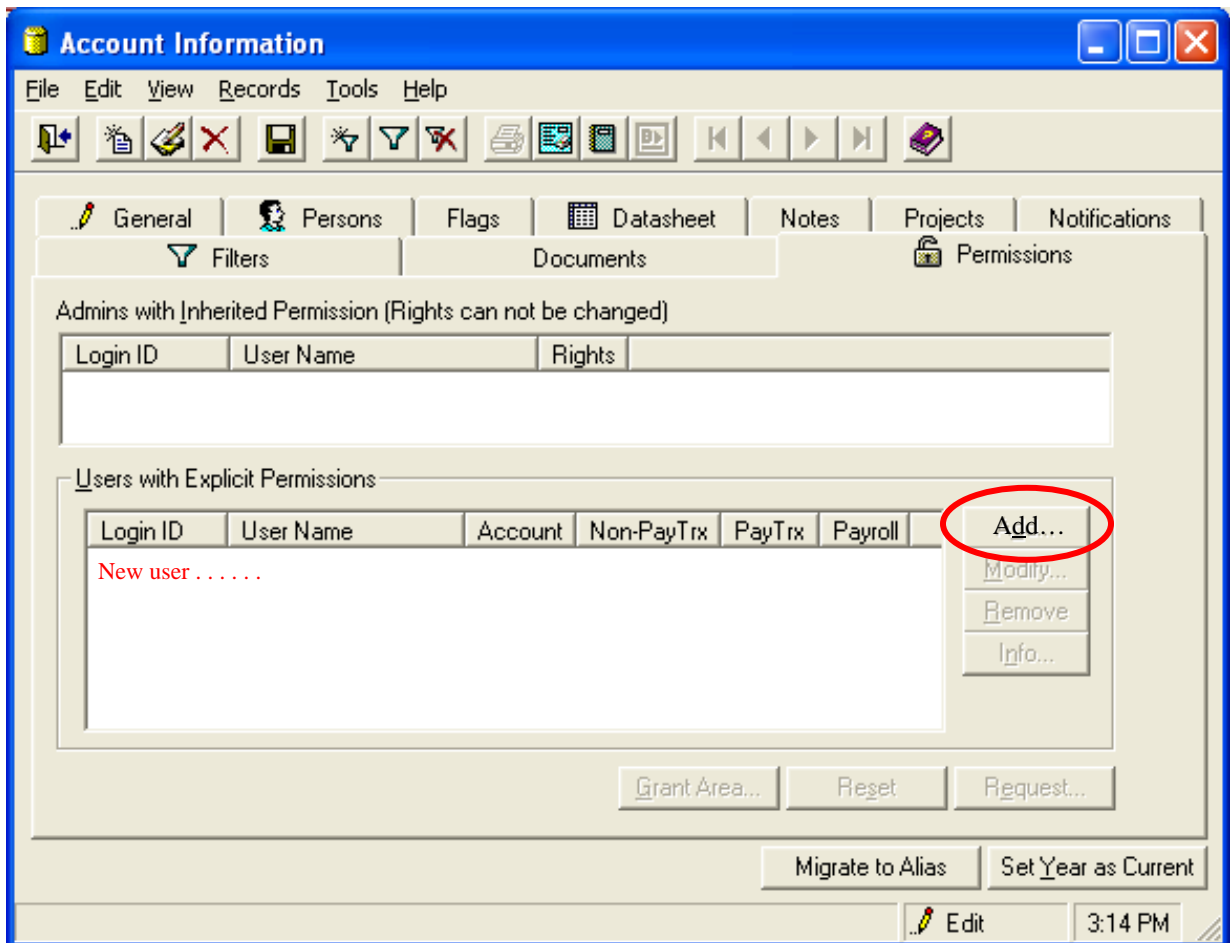 Account Information
File Edit View Records Tools Help
General Persons Flags Datasheet Notes Projects Notifications
Filters Documents Permissions
Admins with Inherited Permission (Rights can not be changed)
Login ID User Name Rights
Users with Explicit Permissions
Login ID User Name Account Non-PayTrx PayTrx Payroll
Add...
New user . . . . . .
Modify...
Remove
Info...
Grant Area... Reset Request...
Migrate to Alias Set Year as Current
Edit 3:14 PM